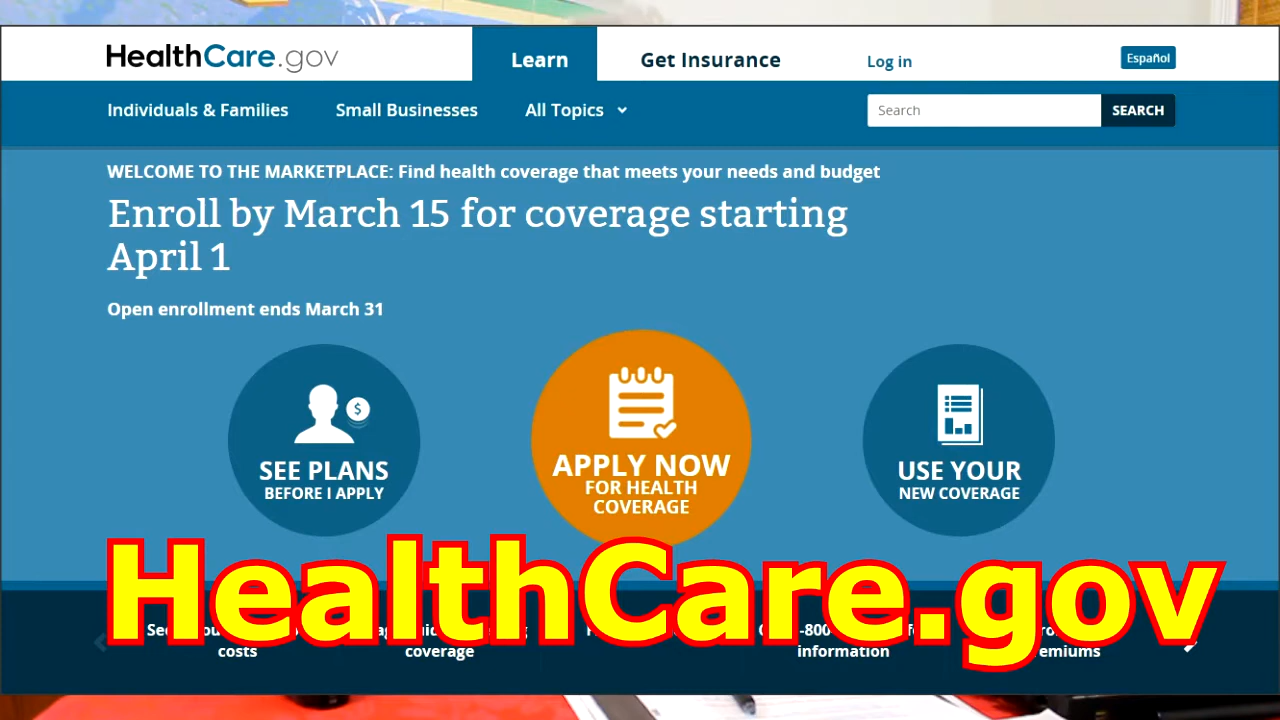 HealthCare.gov
Learn
Get Insurance
Log in
Español
Individuals & Families
Small Businesses
All Topics
Search
SEARCH
WELCOME TO THE MARKETPLACE: Find health coverage that meets your needs and budget
Enroll by March 15 for coverage starting
April 1
Open enrollment ends March 31
$
SEE PLANS
BEFORE I APPLY
APPLY NOW
FOR HEALTH
COVERAGE
USE YOUR
NEW COVERAGE
HealthCare.gov
costs
coverage
information